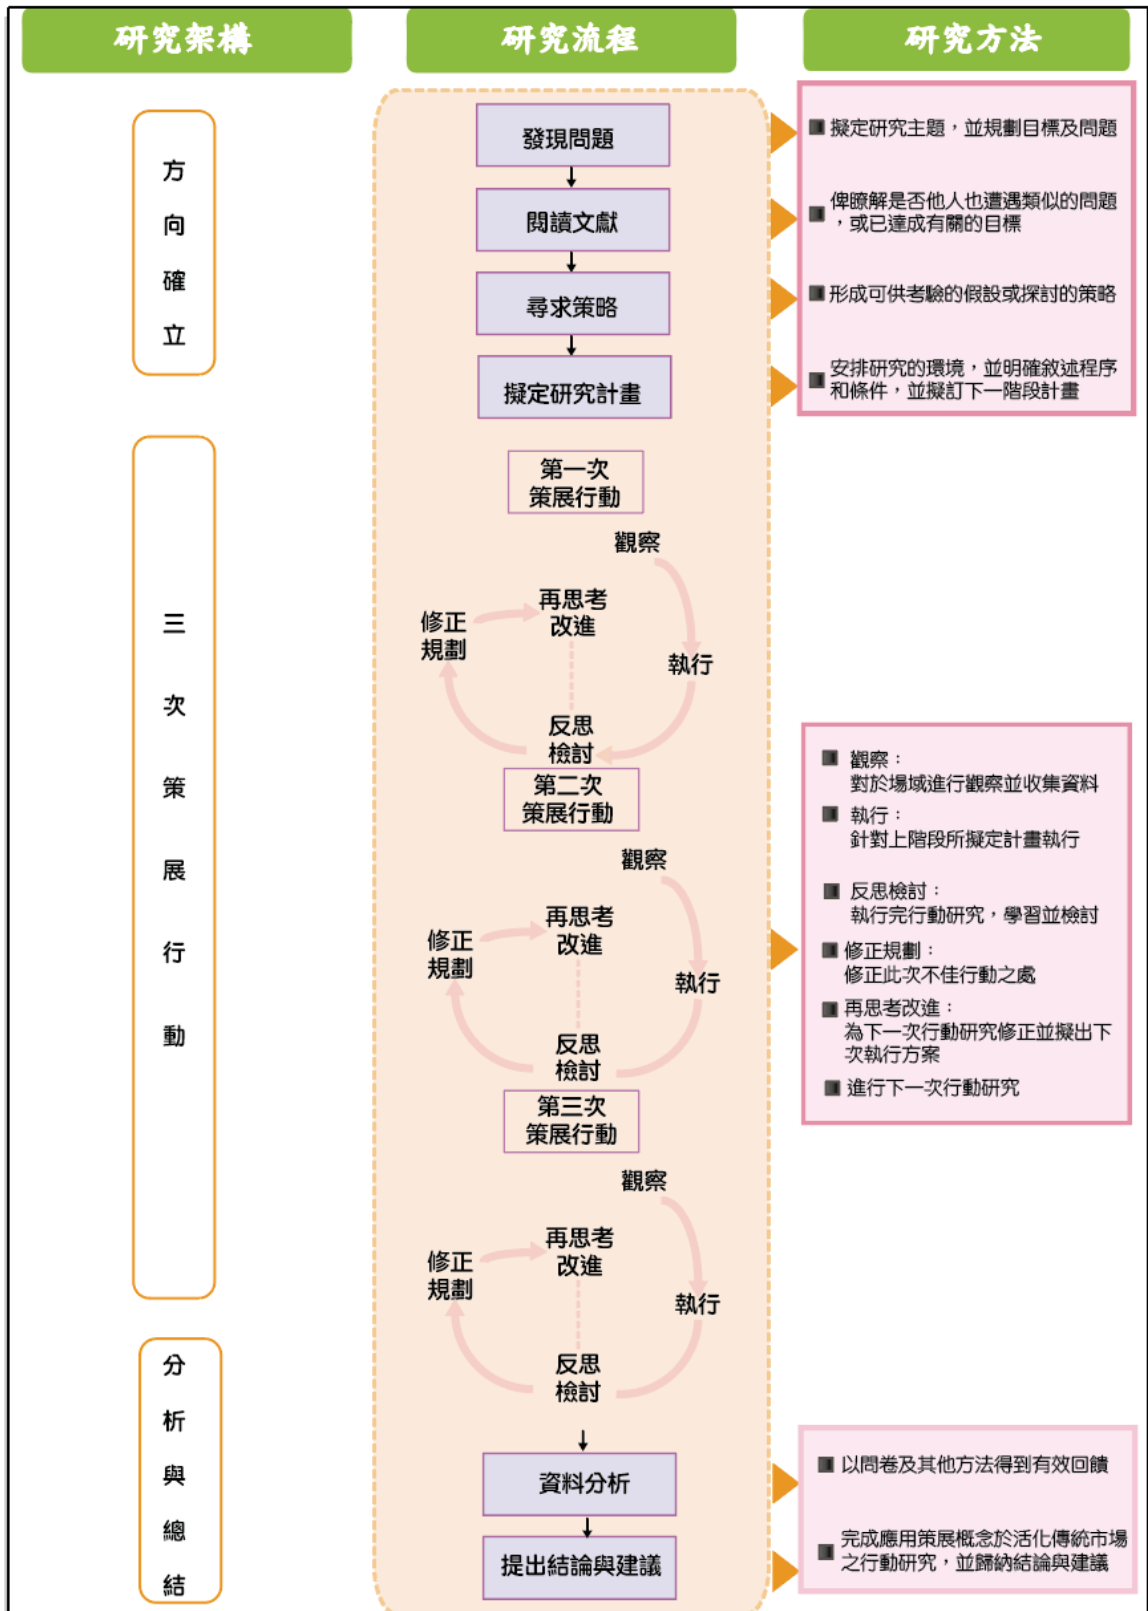 研究架構
研究流程
研究方法
方向確立
發現問題
閱讀文獻
尋求策略
擬定研究計畫
擬定研究主題，並規劃目標及問題
俾瞭解是否他人也遭遇類似的問題
，或已達成有關的目標
形成可供考驗的假設或探討的策略
安排研究的環境，並明確敘述程序
和條件，並擬訂下一階段計畫
三次策展行動
第一次
策展行動
觀察
再思考
改進
修正
規劃
執行
反思
檢討
第二次
策展行動
觀察
再思考
改進
修正
規劃
執行
反思
檢討
第三次
策展行動
觀察
再思考
改進
修正
規劃
執行
反思
檢討
觀察：
對於場域進行觀察並收集資料
執行：
針對上階段所擬定計畫執行
反思檢討：
執行完行動研究，學習並檢討
修正規劃：
修正此次不佳行動之處
再思考改進：
為下一次行動研究修正並擬出下
次執行方案
進行下一次行動研究
分析與總結
資料分析
提出結論與建議
以問卷及其他方法得到有效回饋
完成應用策展概念於活化傳統市場
之行動研究，並歸納結論與建議